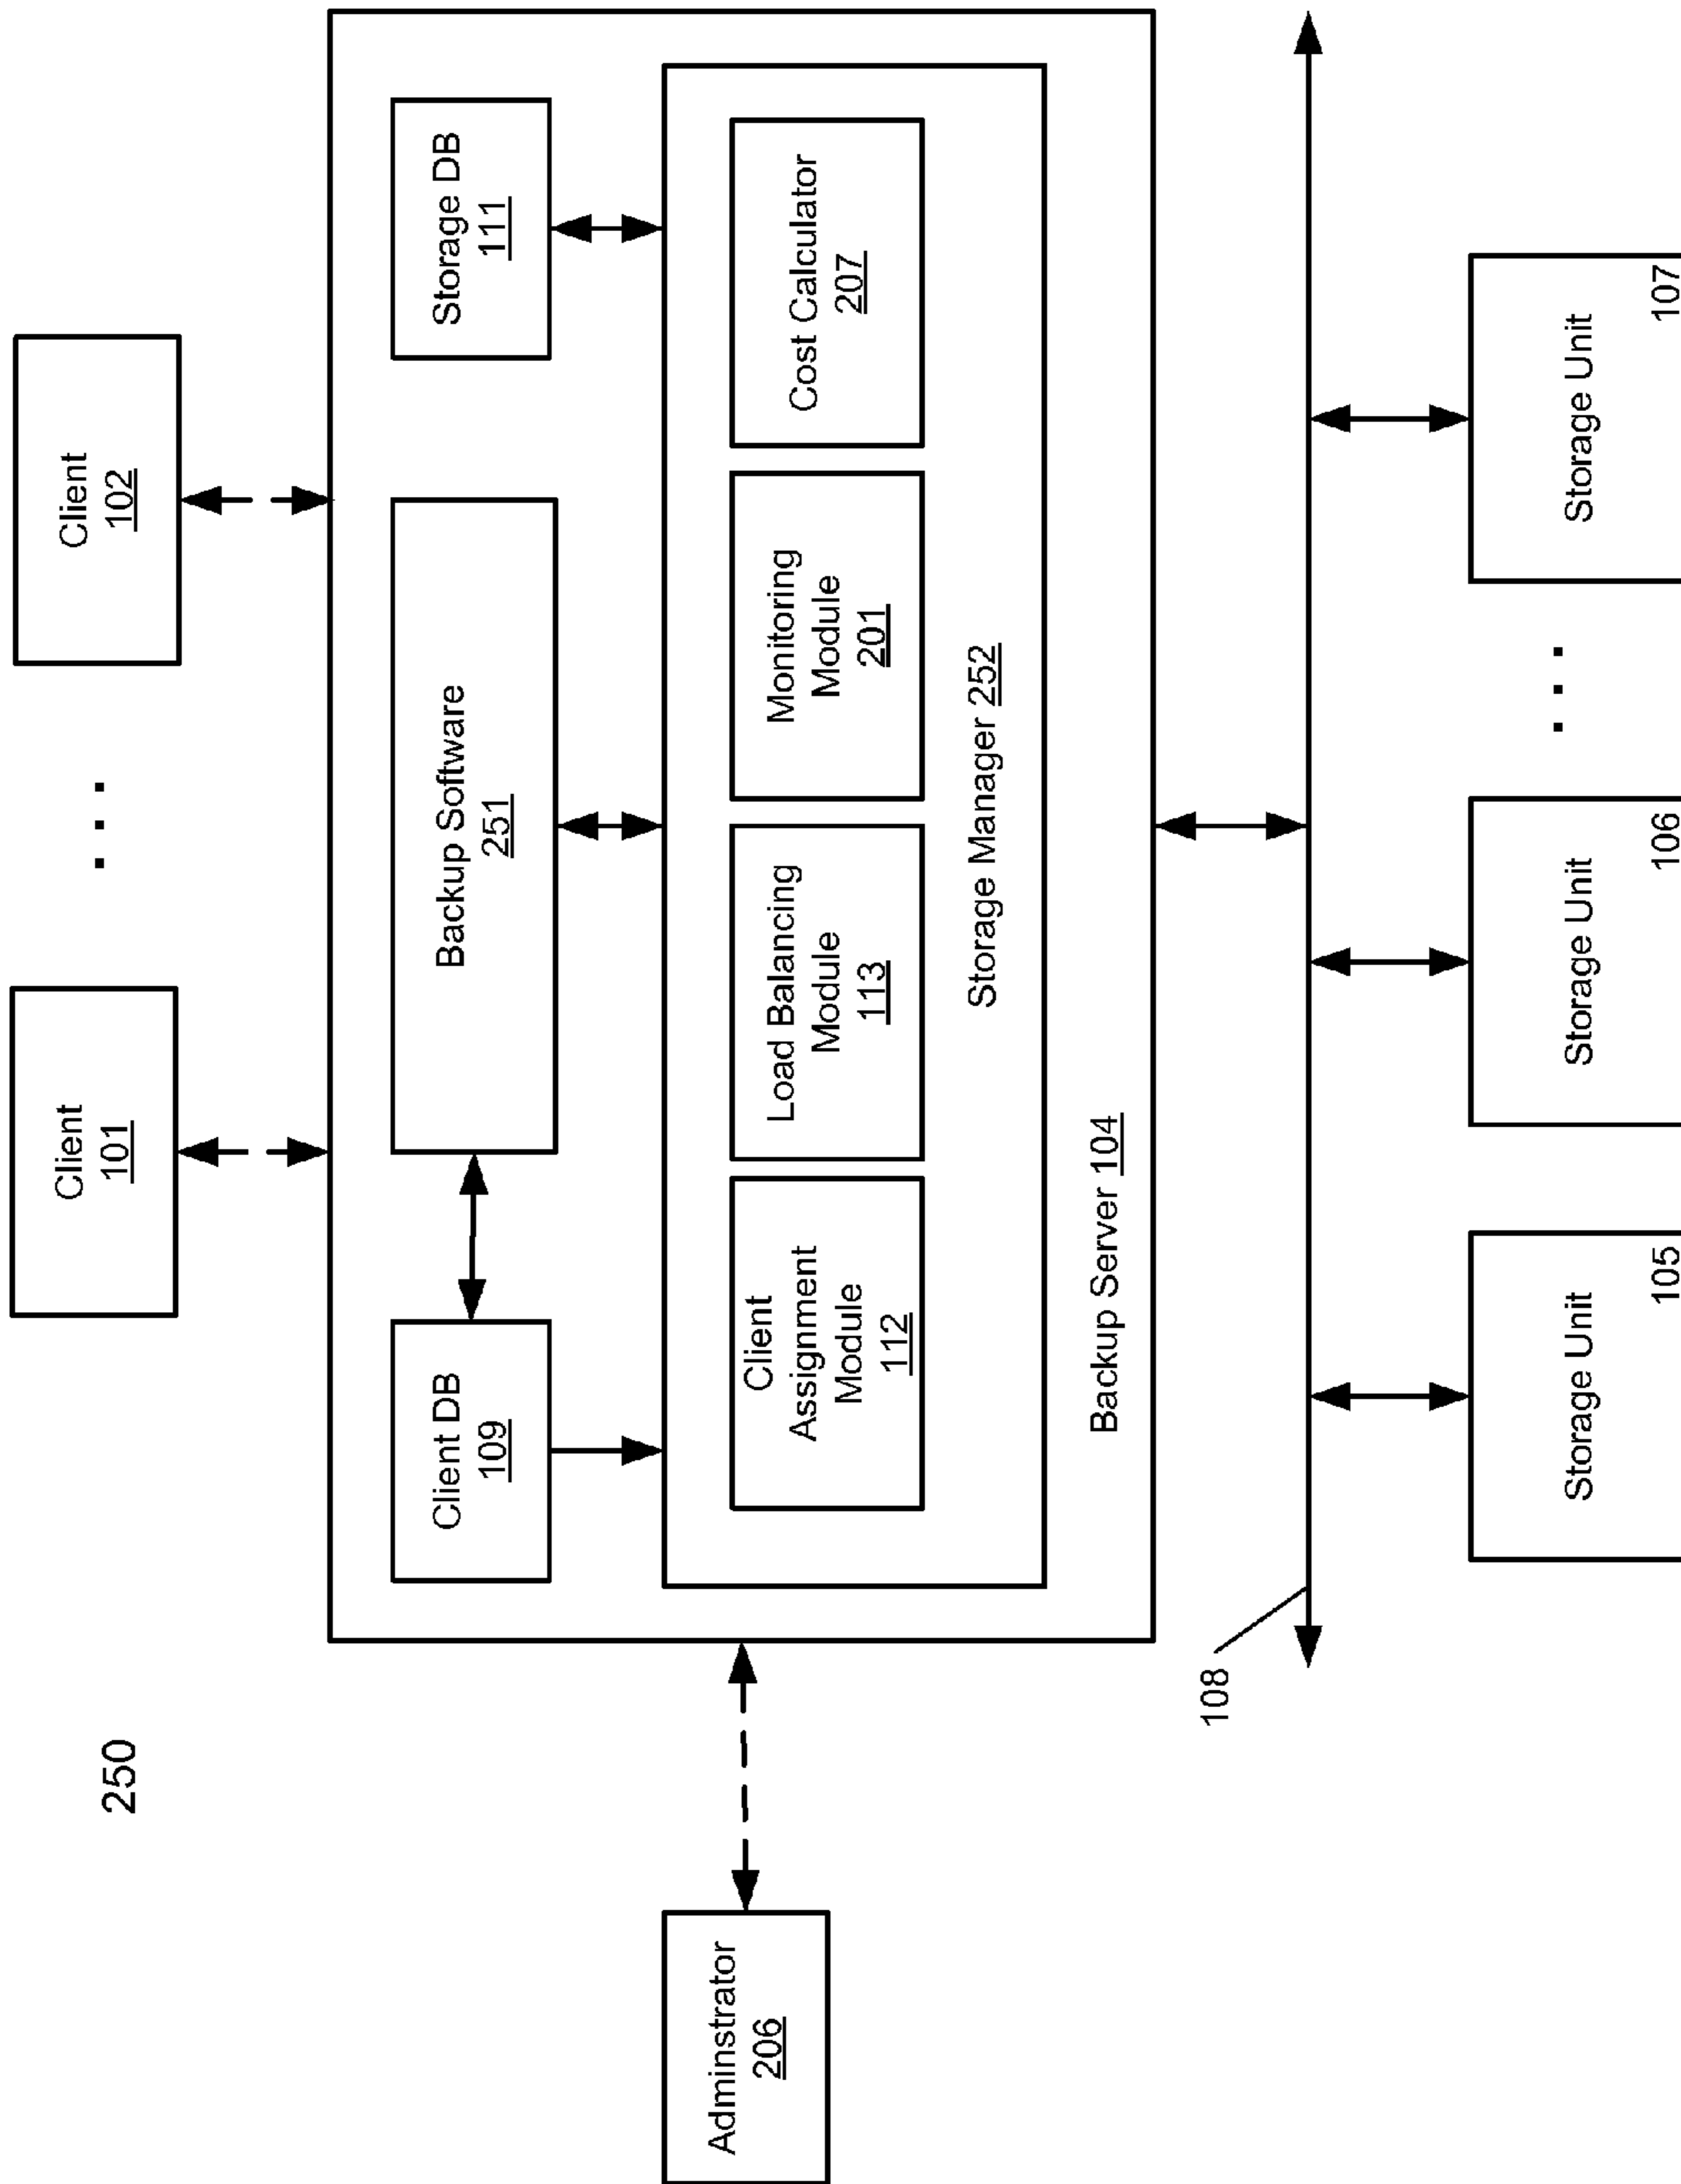 250
Client
101
. . .
Client
102
Client DB
109
Backup Software
251
Storage DB
111
Adminstrator
206
Client
Assignment
Module
112
Load Balancing
Module
113
Monitoring
Module
201
Cost Calculator
207
Storage Manager 252
Backup Server 104
108
Storage Unit
105
Storage Unit
106
. . .
Storage Unit
107